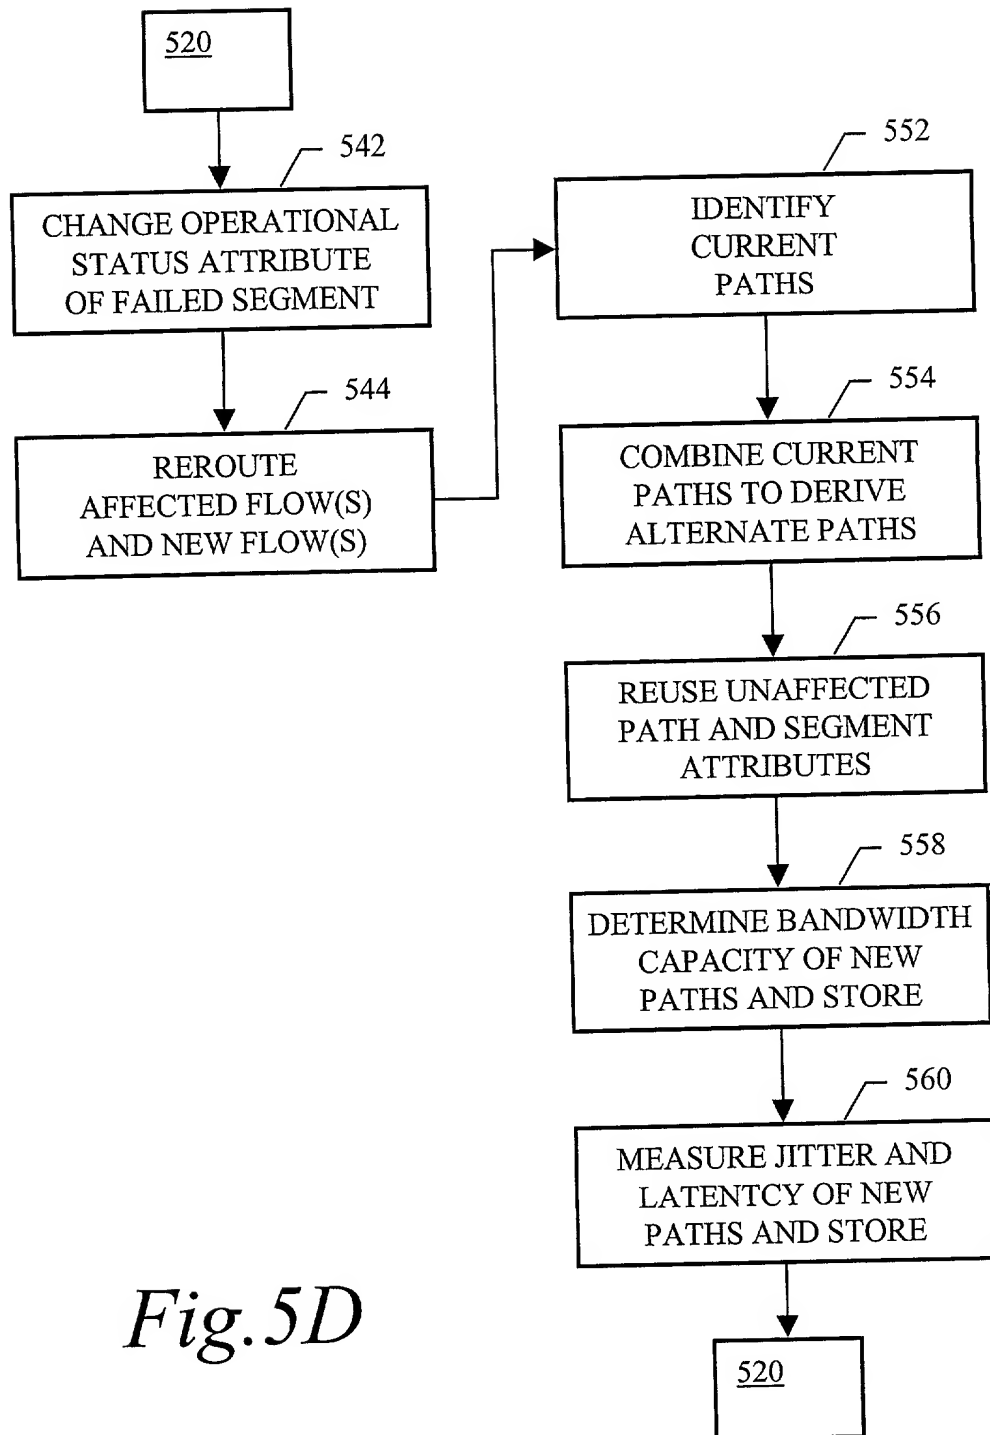 520
542
CHANGE OPERATIONAL
STATUS ATTRIBUTE
OF FAILED SEGMENT
544
REROUTE
AFFECTED FLOW(S)
AND NEW FLOW(S)
552
IDENTIFY
CURRENT
PATHS
554
COMBINE CURRENT
PATHS TO DERIVE
ALTERNATE PATHS
556
REUSE UNAFFECTED
PATH AND SEGMENT
ATTRIBUTES
558
DETERMINE BANDWIDTH
CAPACITY OF NEW
PATHS AND STORE
560
MEASURE JITTER AND
LATENTCY OF NEW
PATHS AND STORE
520
Fig.5D